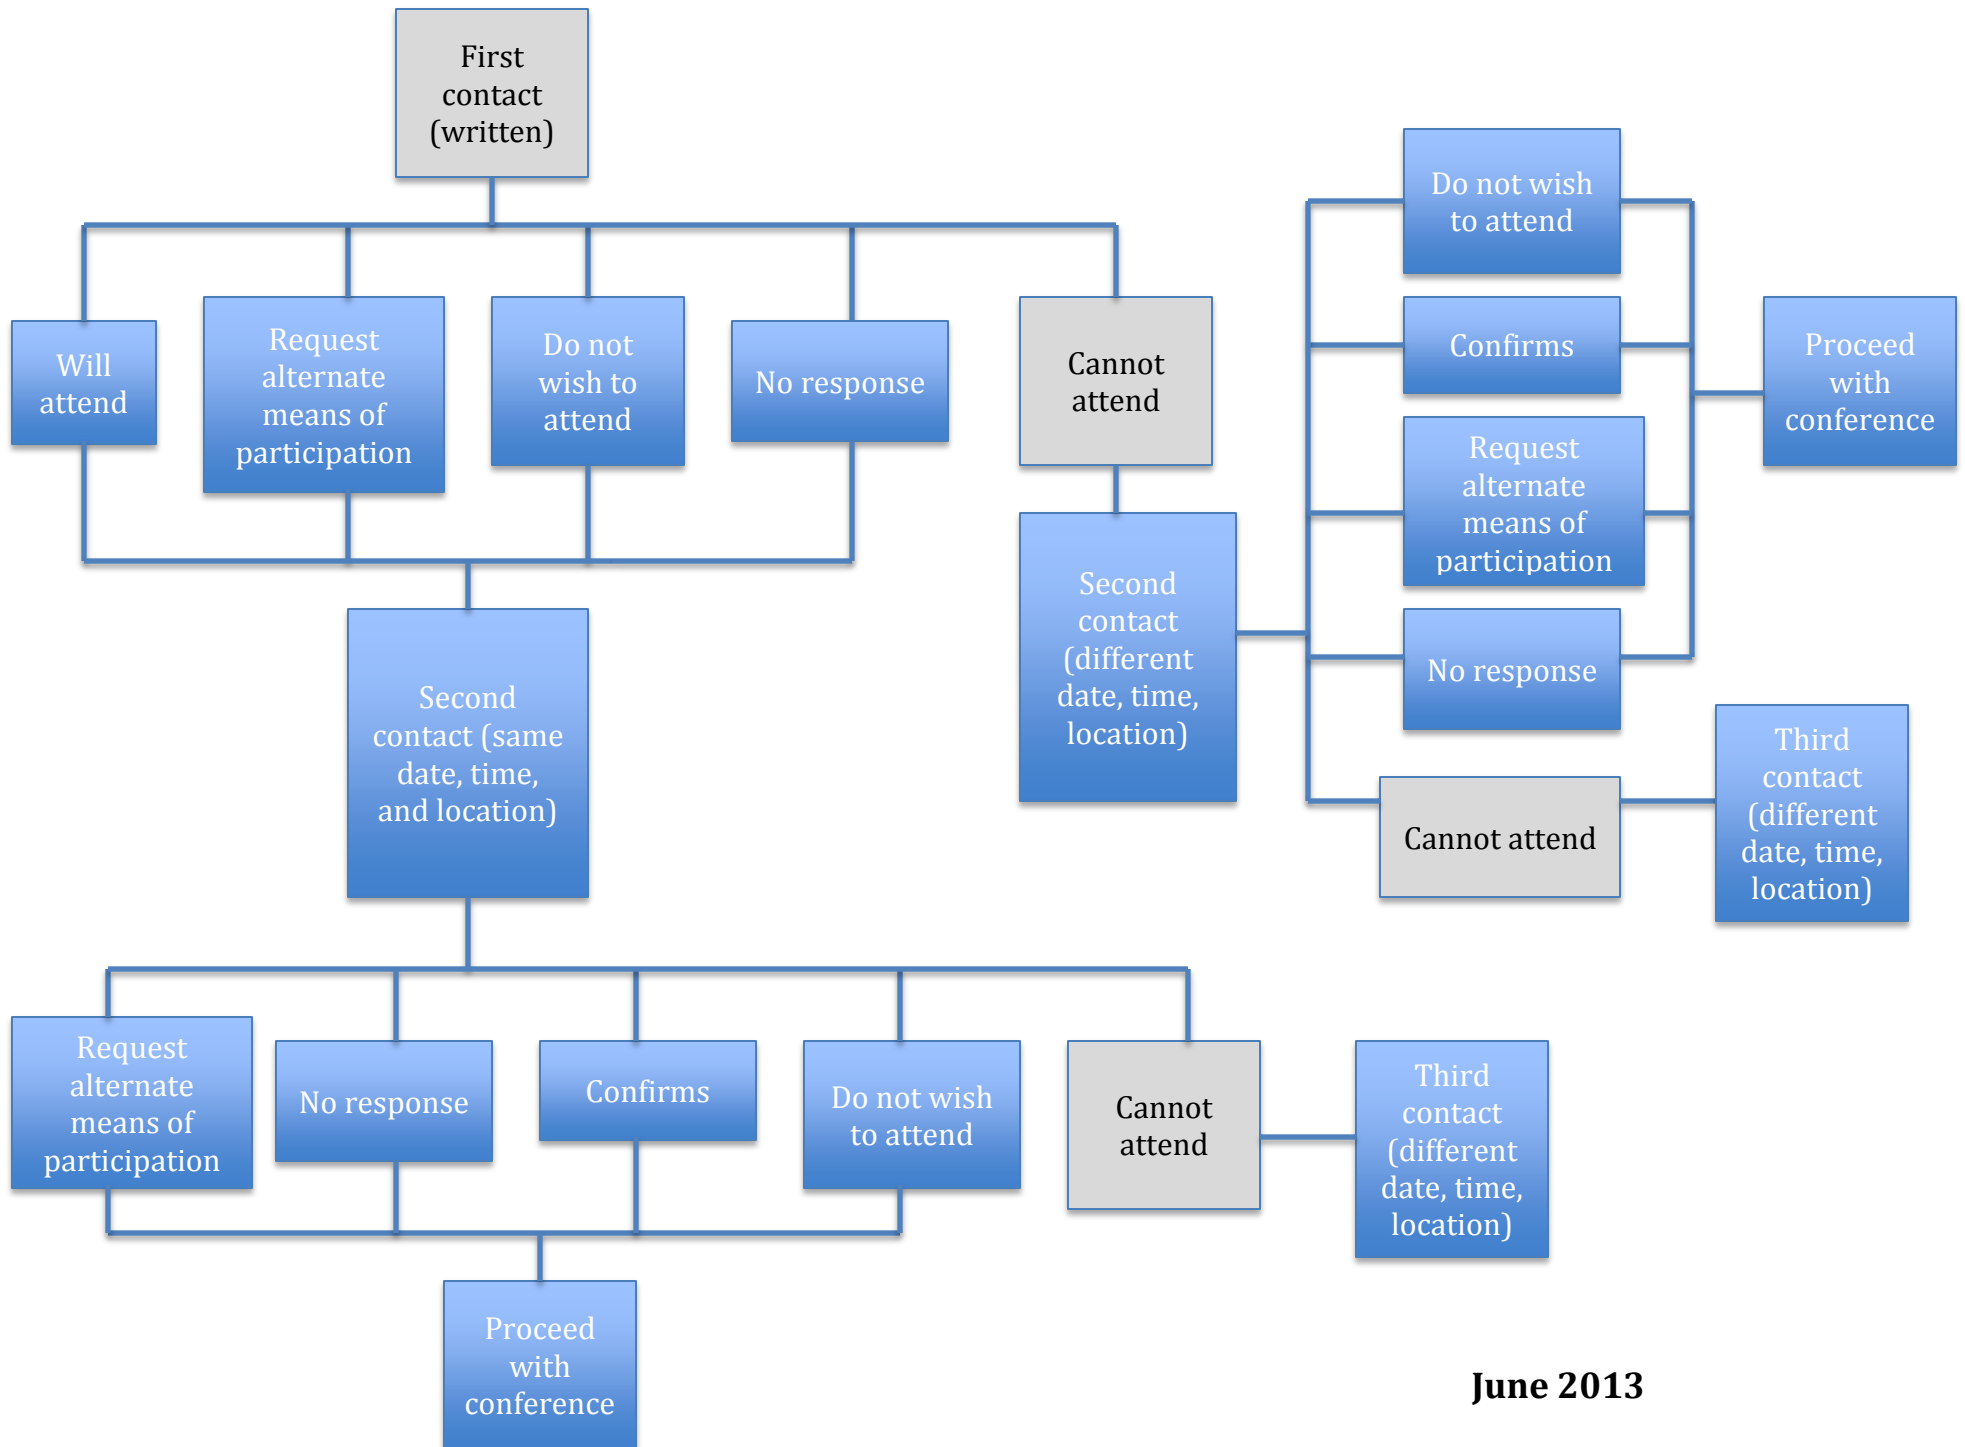 First
contact
(written)
Will
attend
Request
alternate
means of
participation
Do not
wish to
attend
No response
Cannot
attend
Second
contact
(different
date, time,
location)
Do not wish
to attend
Confirms
Request
alternate
means of
participation
No response
Cannot attend
Proceed
with
conference
Third
contact
(different
date, time,
location)
Second
contact (same
date, time,
and location)
Request
alternate
means of
participation
No response
Confirms
Do not wish
to attend
Cannot
attend
Third
contact
(different
date, time,
location)
Proceed
with
conference
June 2013